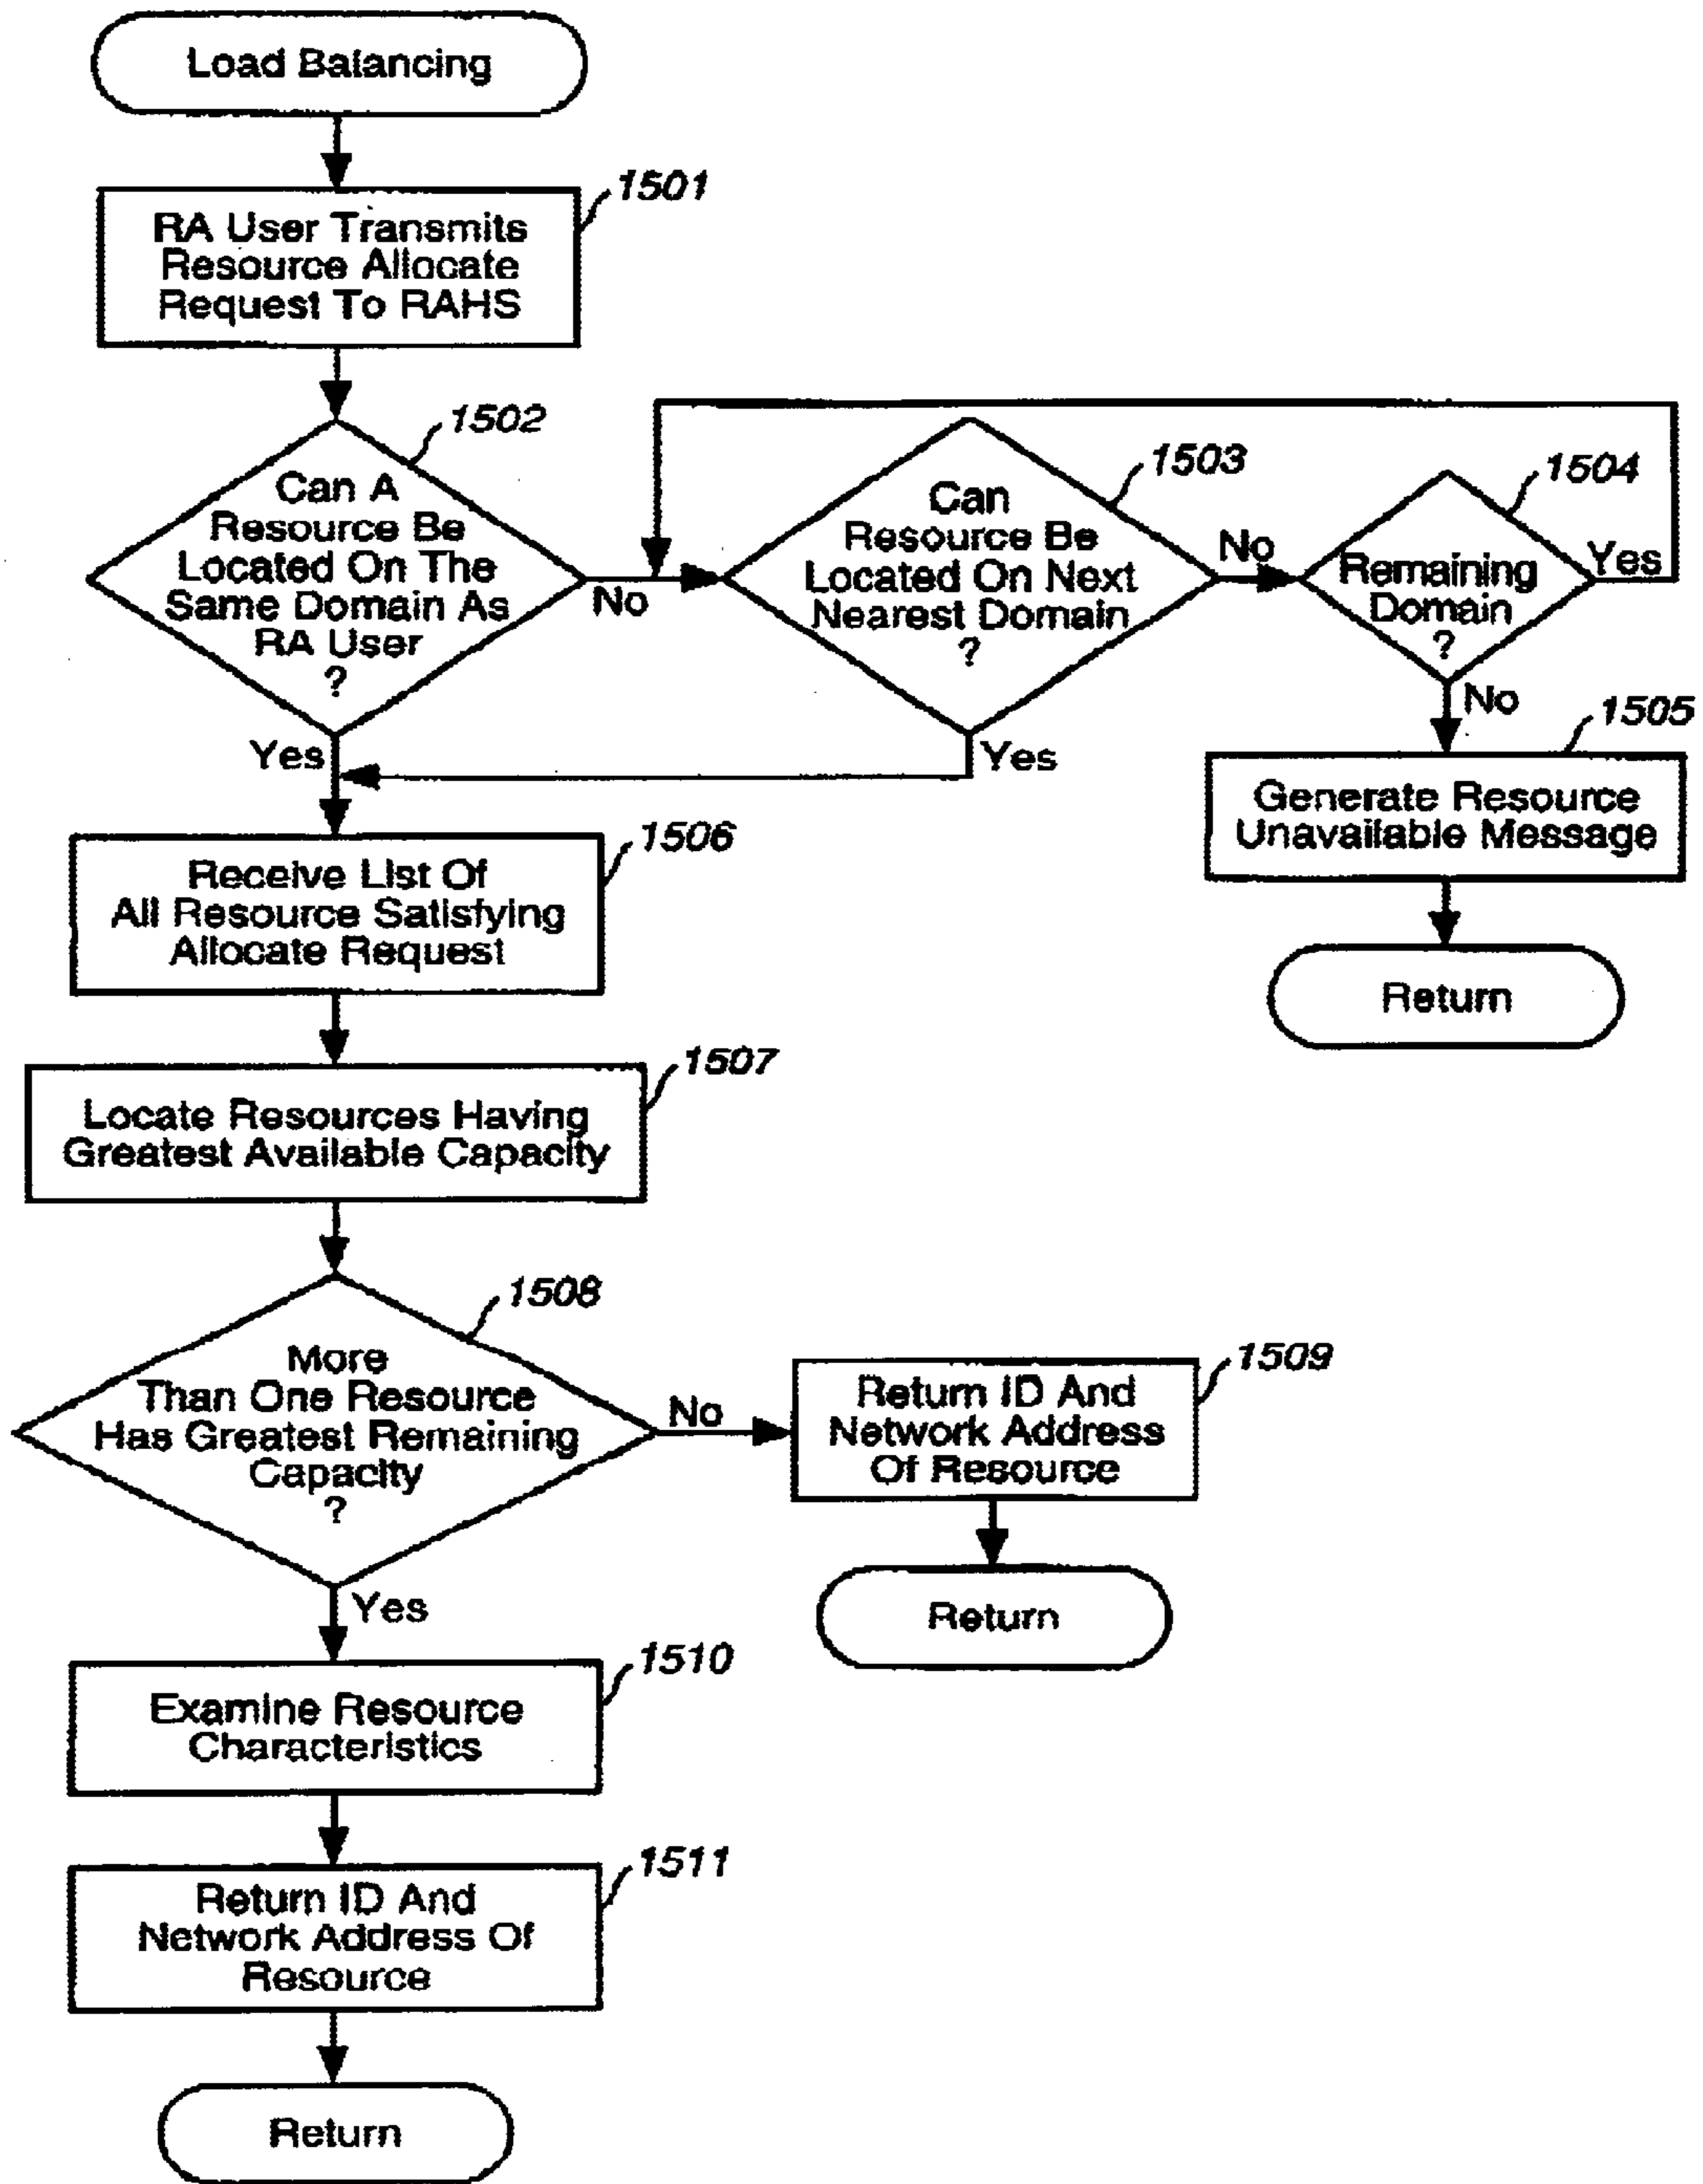 Load Balancing
1501
RA User Transmits
Resource Allocate
Request To RAHS
1502
Can A
Resource Be
Located On The
Same Domain As
RA User
?
No
Yes
1503
Can
Resource Be
Located On Next
Nearest Domain
?
No
Yes
1504
Remaining
Domain
?
Yes
No
1505
Generate Resource
Unavailable Message
Return
1506
Receive List Of
All Resource Satisfying
Allocate Request
1507
Locate Resources Having
Greatest Available Capacity
1508
More
Than One Resource
Has Greatest Remaining
Capacity
?
No
Yes
1509
Return ID And
Network Address
Of Resource
Return
1510
Examine Resource
Characteristics
1511
Return ID And
Network Address Of
Resource
Return